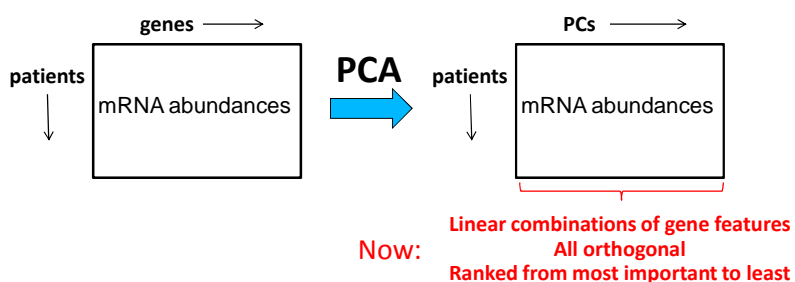 genes
patients
mRNA abundances
PCA
PCs
patients
mRNA abundances
Now:
Linear combinations of gene features
All orthogonal
Ranked from most important to least